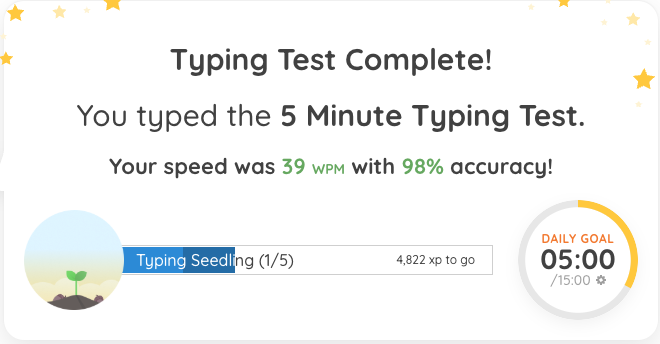 Typing Test Complete!
You typed the 5 Minute Typing Test.
Your speed was 39 WPM with 98% accuracy!
Typing Seedling (1/5)
4,822 xp to go
DAILY GOAL
05:00
/15:00